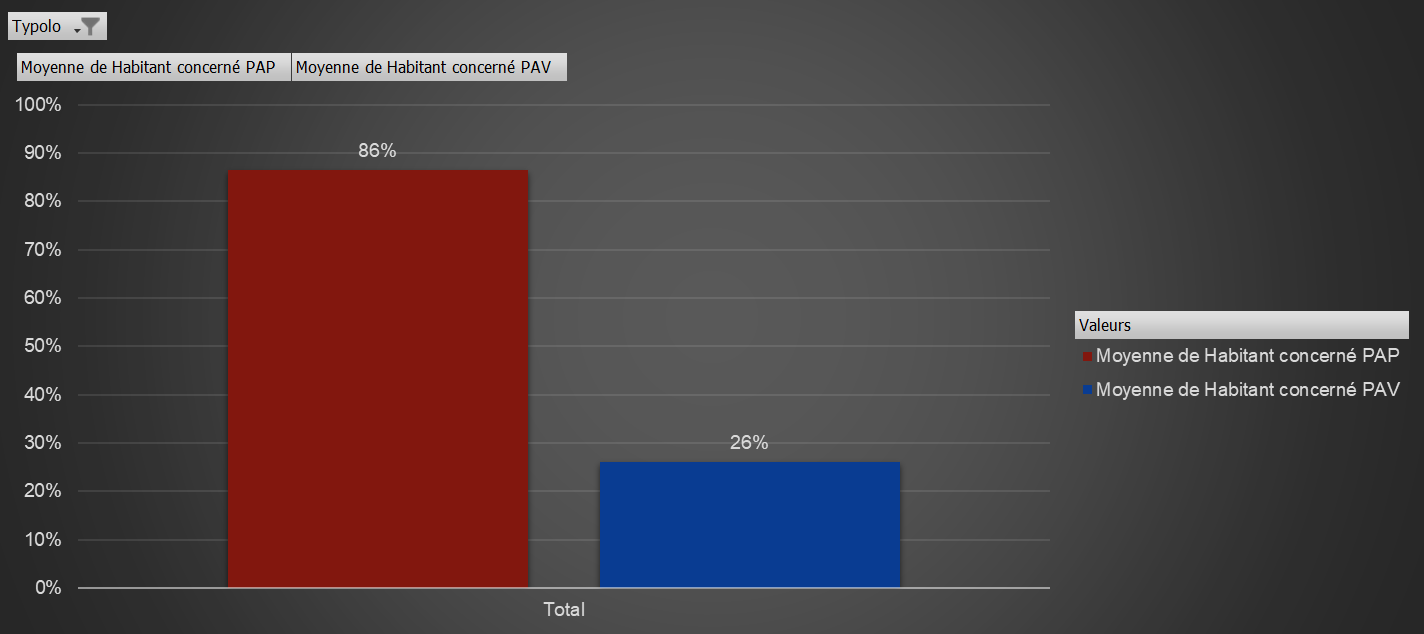 Typolo
Moyenne de Habitant concerné PAP
Moyenne de Habitant concerné PAV
100%
90%
80%
70%
60%
50%
40%
30%
20%
10%
0%
86%
26%
Total
Valeurs
Moyenne de Habitant concerné PAP
Moyenne de Habitant concerné PAV